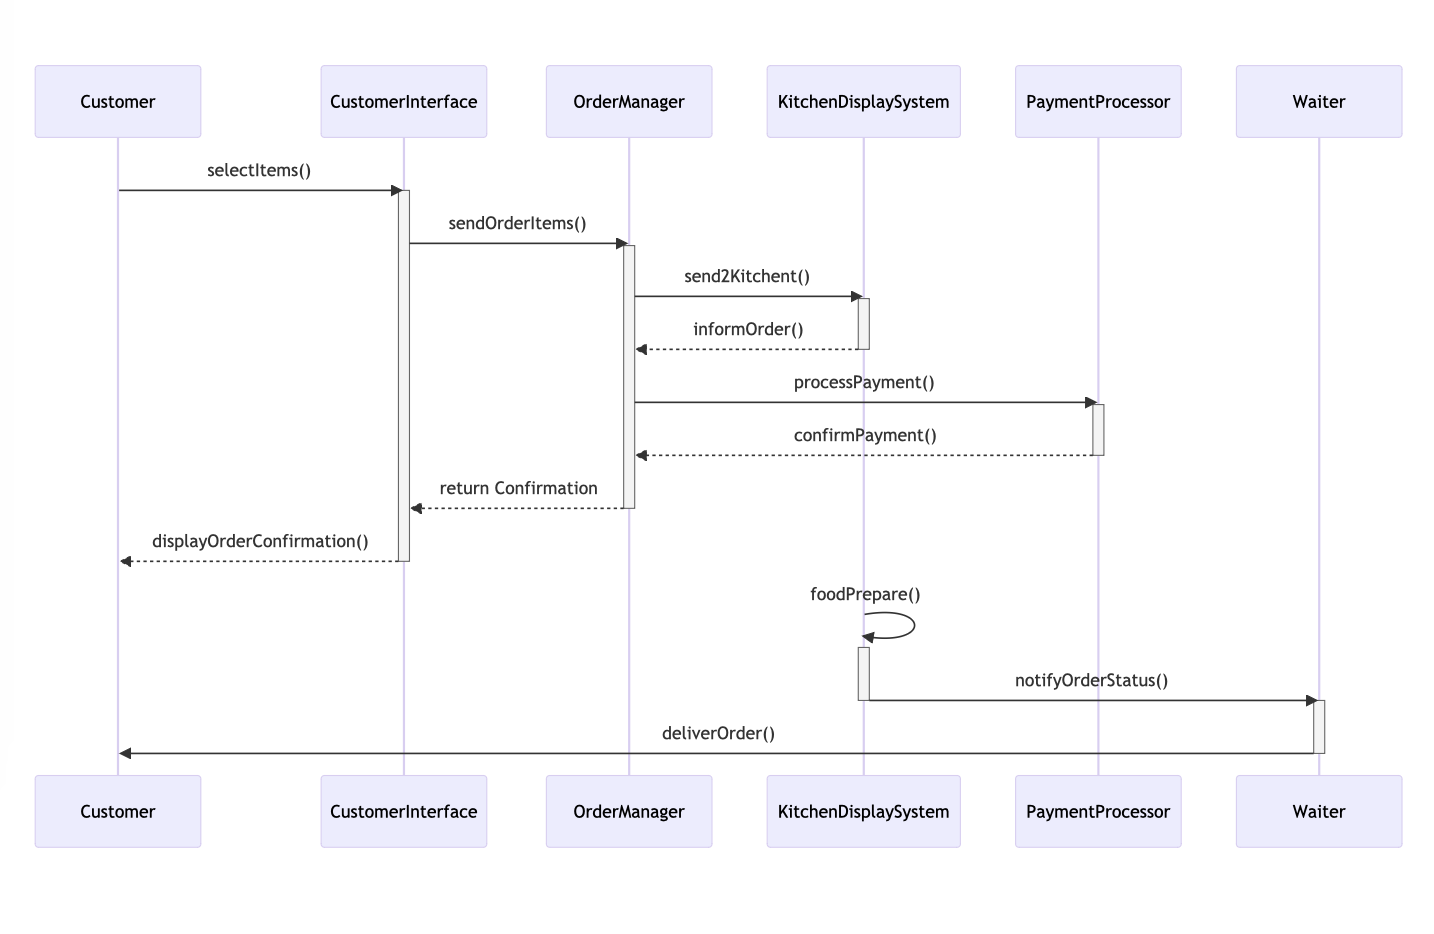 Customer
CustomerInterface
OrderManager
KitchenDisplaySystem
PaymentProcessor
Waiter
selectItems()
sendOrderItems()
send2Kitchent()
informOrder()
processPayment()
confirmPayment()
return Confirmation
displayOrderConfirmation()
foodPrepare()
notifyOrderStatus()
deliverOrder()
Customer
CustomerInterface
OrderManager
KitchenDisplaySystem
PaymentProcessor
Waiter